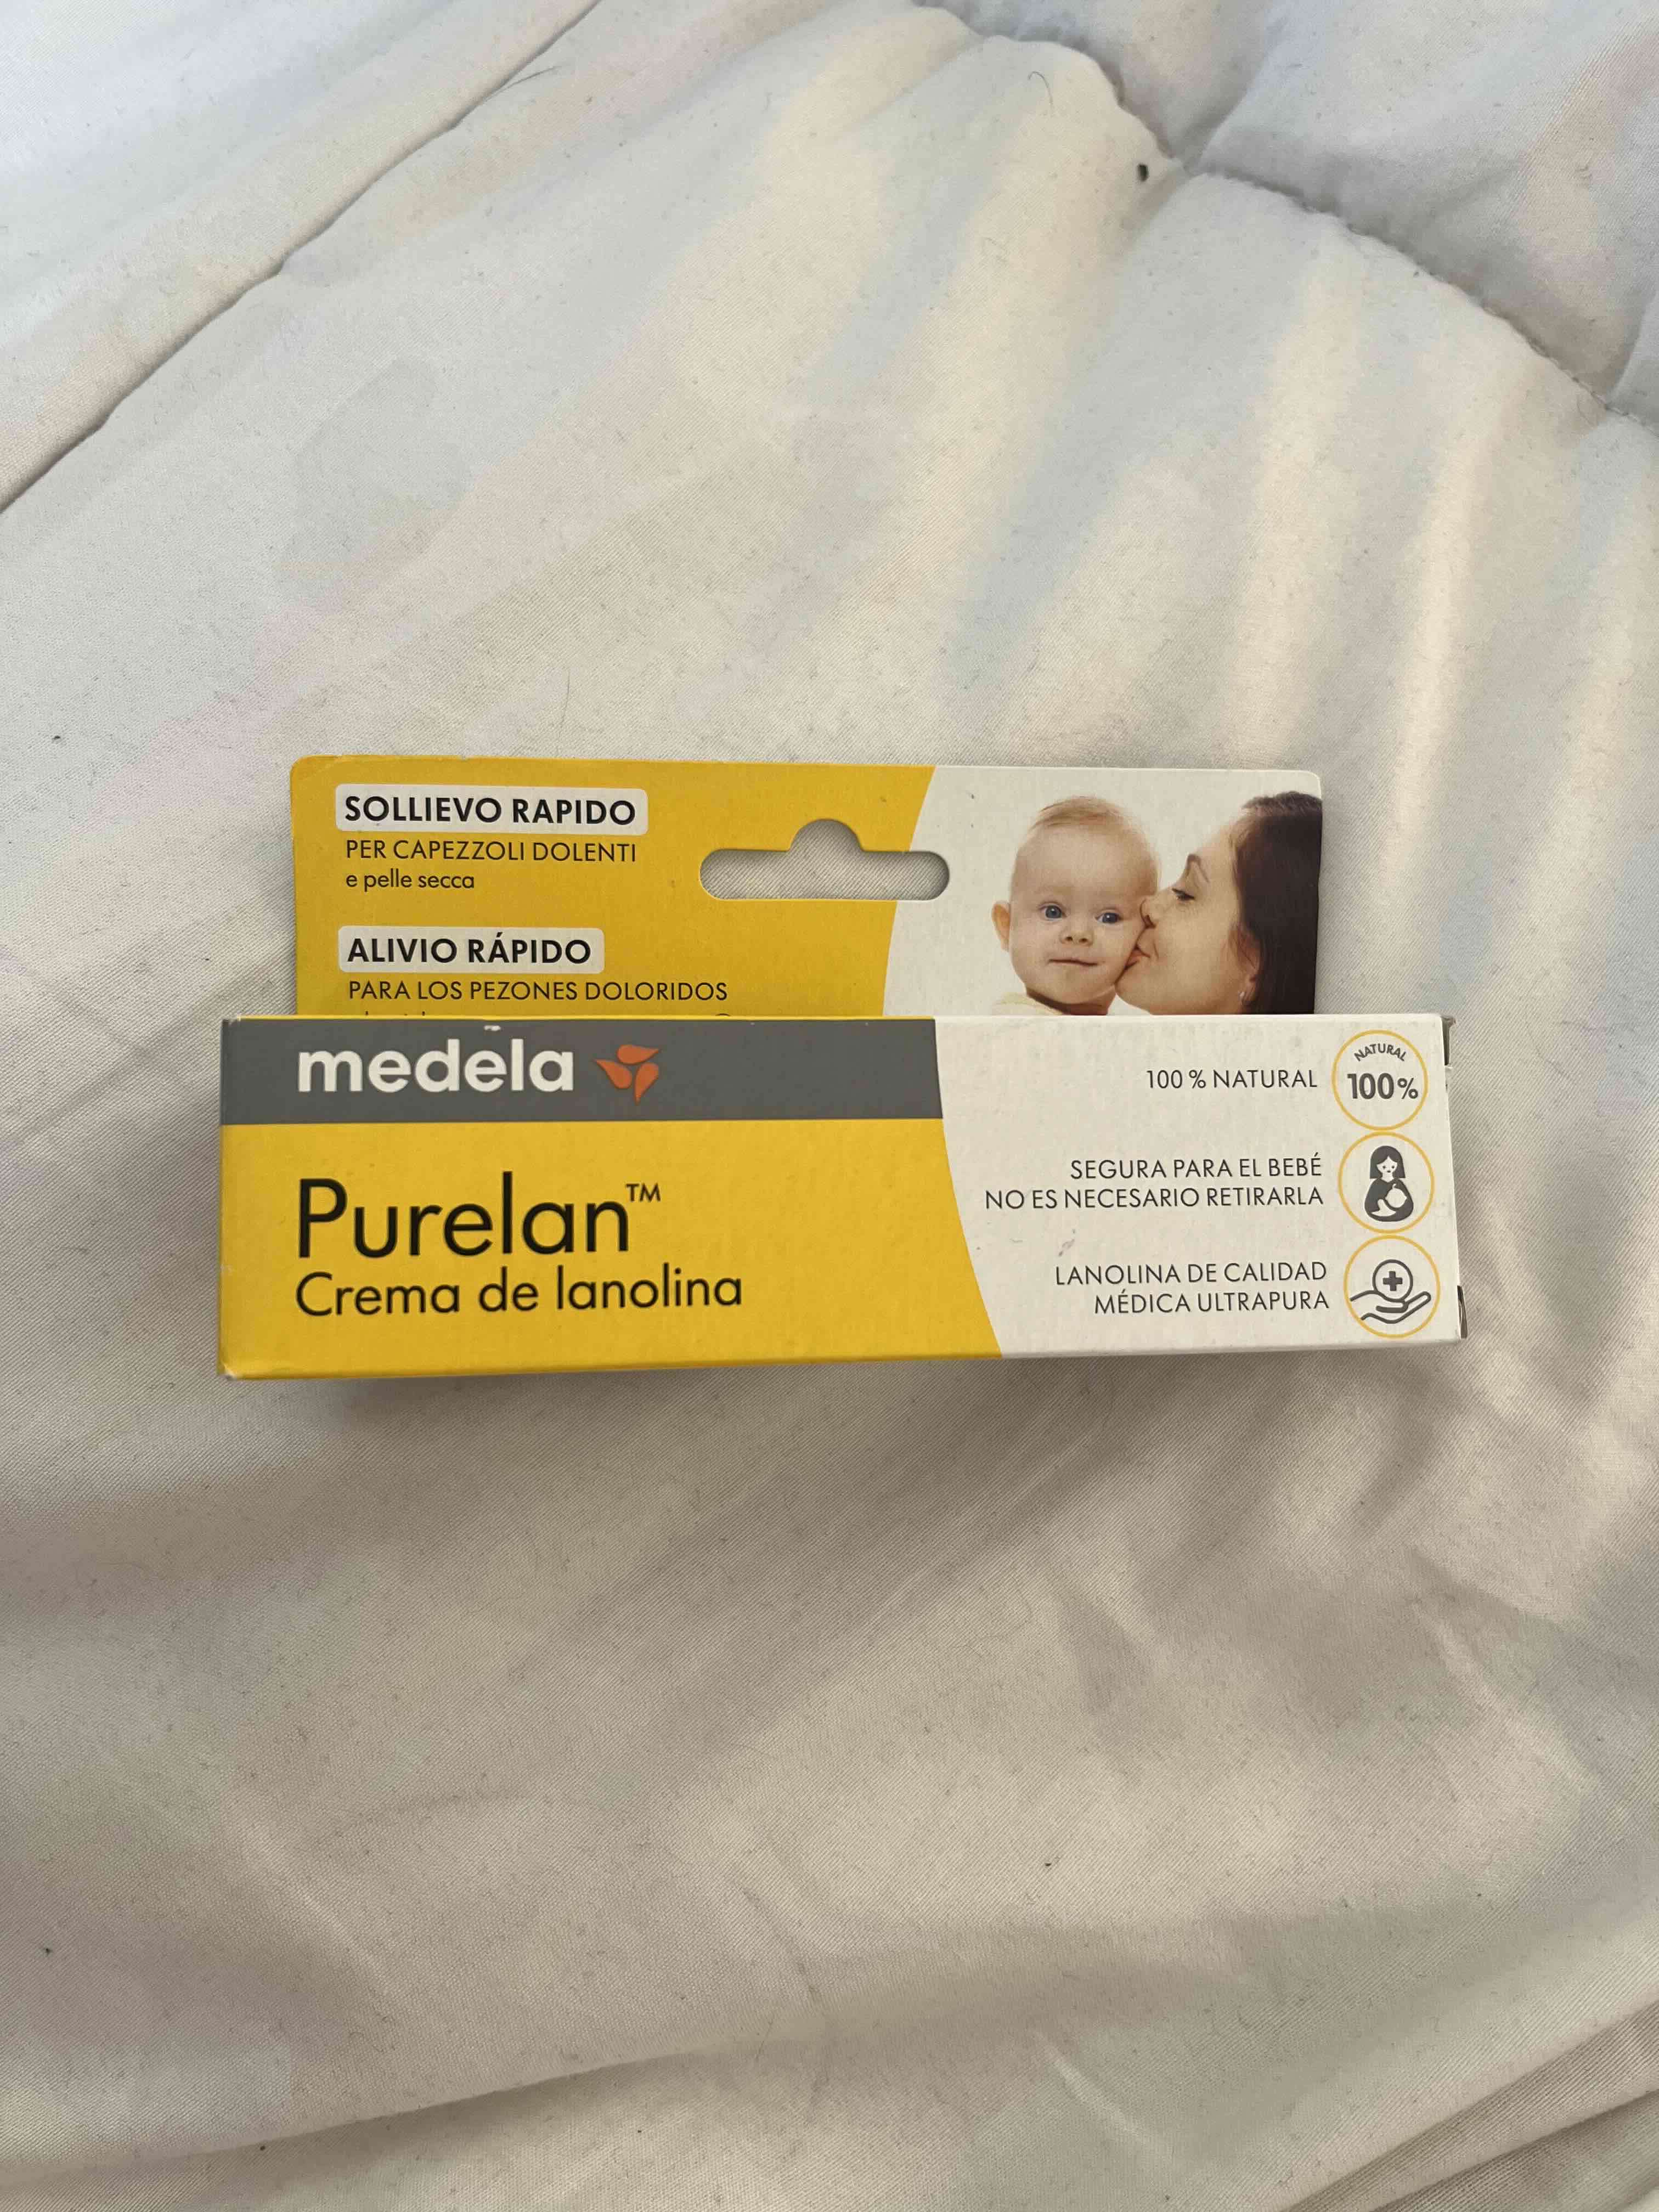 SOLLIEVO RAPIDO
PER CAPEZZOLI DOLENTI
e pelle secca
ALIVIO RÁPIDO
PARA LOS PEZONES DOLORIDOS
medela
Purelan™
Crema de lanolina
100 % NATURAL
NATURAL
100%
SEGURA PARA EL BEBÉ
NO ES NECESARIO RETIRARLA
LANOLINA DE CALIDAD
MÉDICA ULTRAPURA